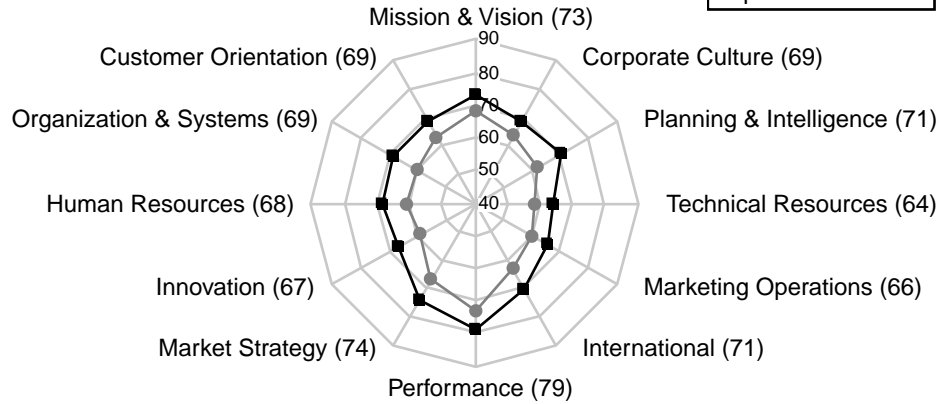 Mission & Vision (73)
90
Customer Orientation (69)
Corporate Culture (69)
80
70
Organization & Systems (69)
Planning & Intelligence (71)
60
50
Human Resources (68)
40
Technical Resources (64)
Innovation (67)
Marketing Operations (66)
Market Strategy (74)
International (71)
Performance (79)